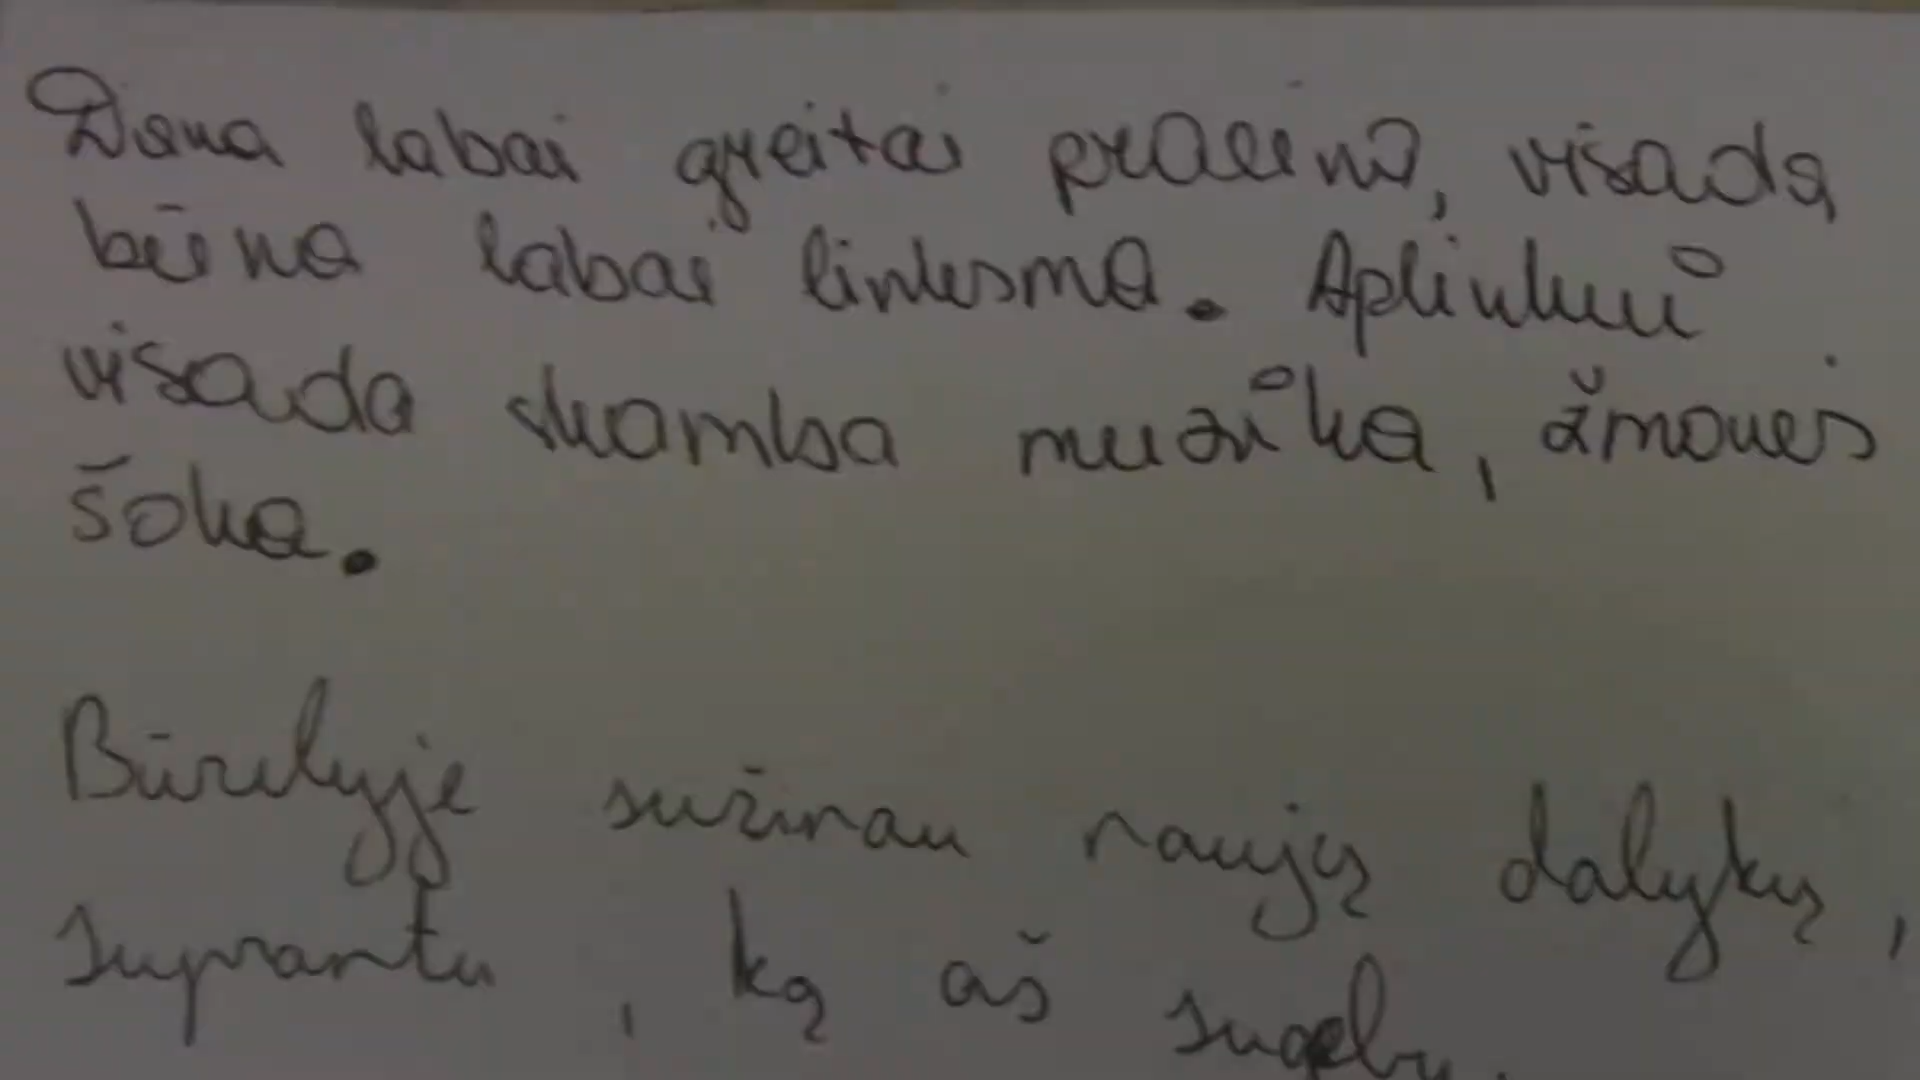 Diena labai greitai praeina, visada
būna labai linksma. Aplinkui
visada skamba muzika, žmonės
šoka.
Būrelyje sužinau naujų dalykų,
suprantu, ką aš sugebu.